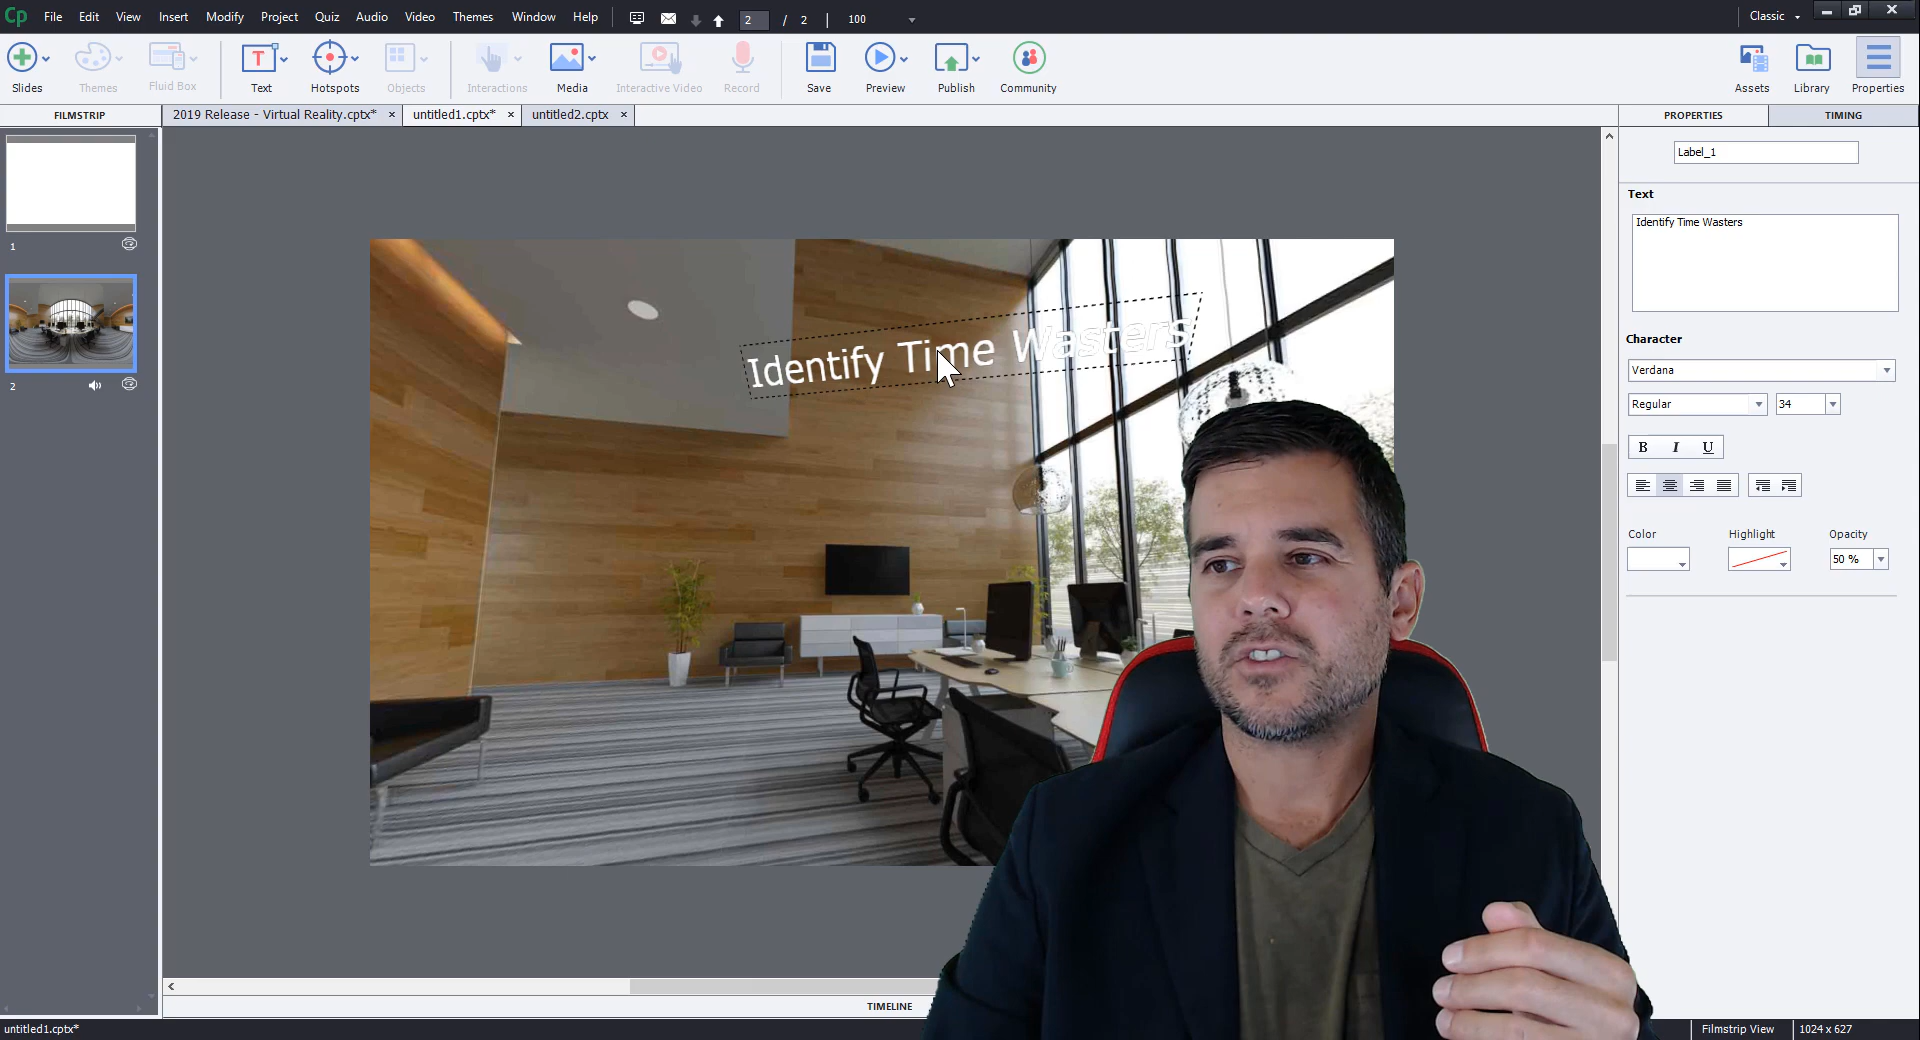 Cp File Edit View Insert Modify Project Quiz Audio Video Themes Window Help 2 / 2 100 Classic
Slides Themes Fluid Box Text Hotspots Objects Interactions Media Interactive Video Record Save Preview Publish Community Assets Library Properties
FILMSTRIP 2019 Release - Virtual Reality.cptx* untitled1.cptx* untitled2.cptx PROPERTIES TIMING
Label_1
Text
Identify Time Wasters
1
Identify Time Wasters
Character
Verdana
2
Regular 34
B I U
Color Highlight Opacity
50 %
TIMELINE
untitled1.cptx* Filmstrip View 1024 x 627